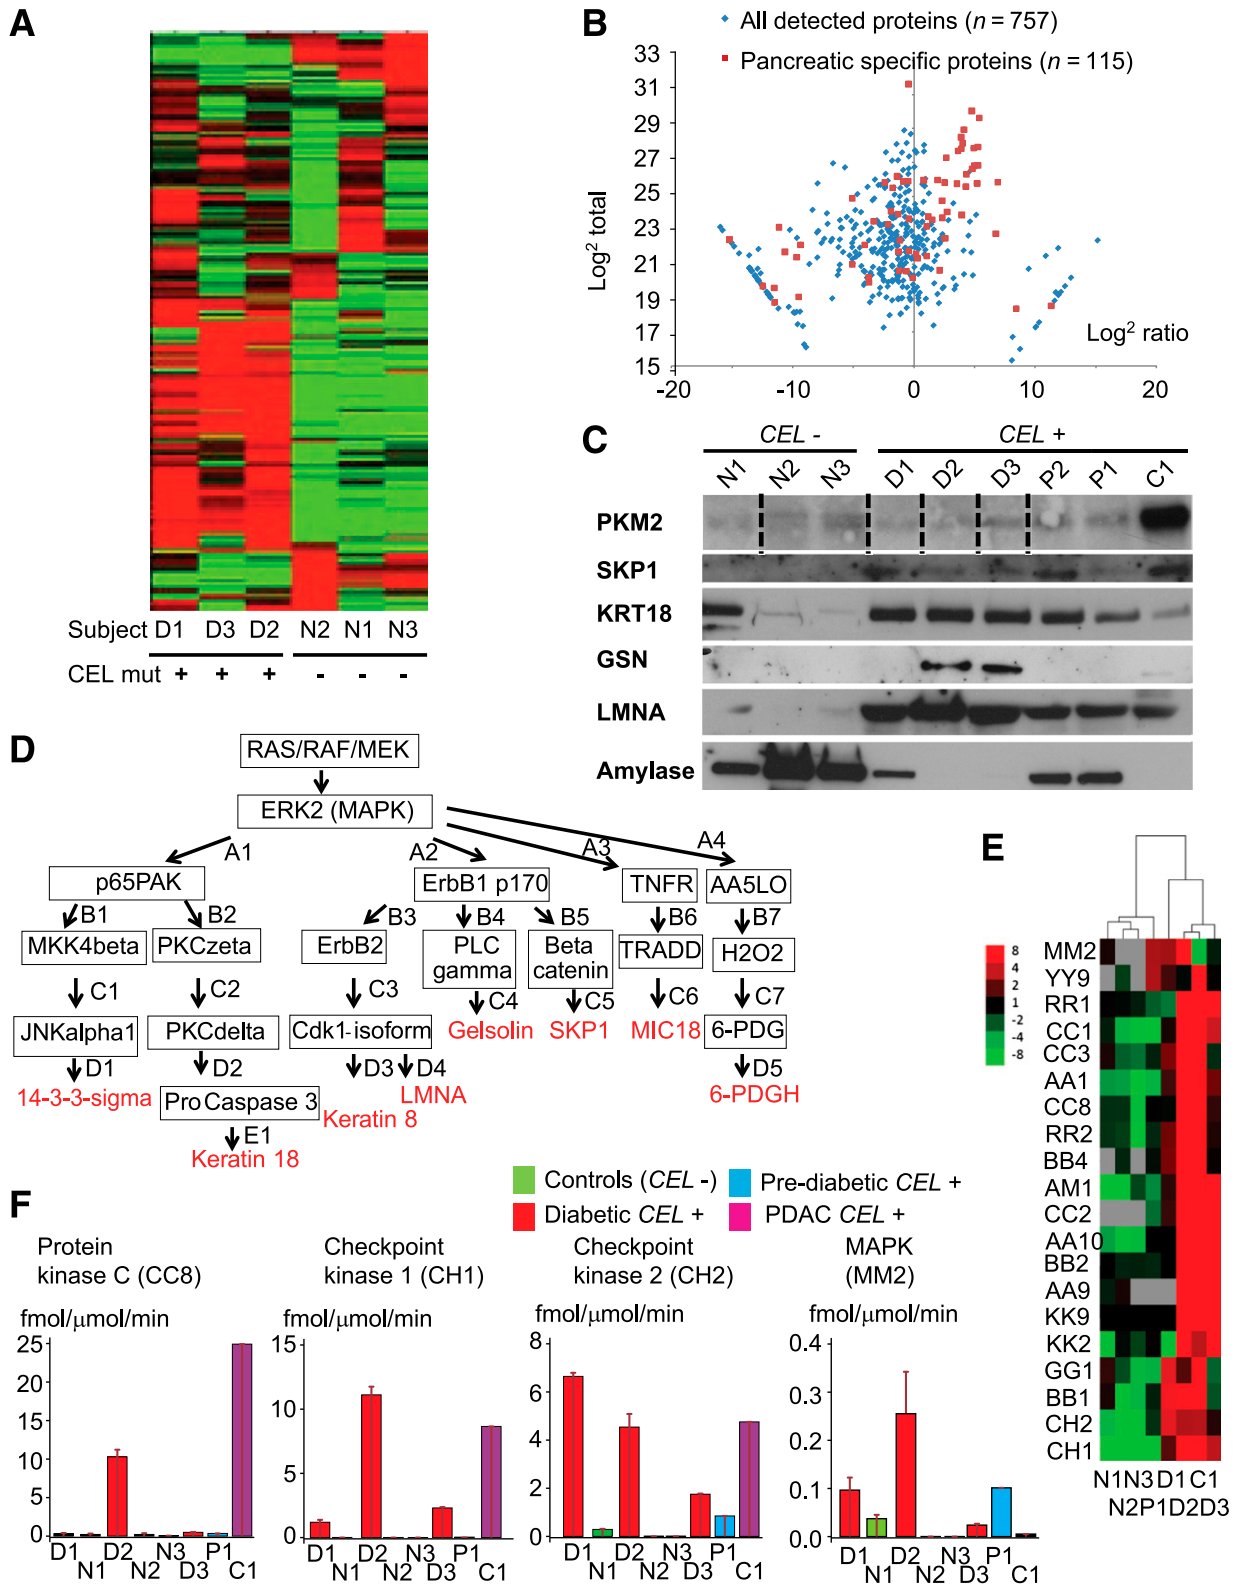 A
Subject D1 D3 D2 N2 N1 N3
CEL mut + + + - - -
B
All detected proteins (n = 757)
Pancreatic specific proteins (n = 115)
33
31
29
27
25
23
21
19
17
15
Log2 total
Log2 ratio
-20 -10 0 10 20
C
CEL - CEL +
N1 N2 N3 D1 D2 D3 P2 P1 C1
PKM2
SKP1
KRT18
GSN
LMNA
Amylase
D
RAS/RAF/MEK
ERK2 (MAPK)
A1 A2 A3 A4
p65PAK ErbB1 p170 TNFR AA5LO
B1 B2 B3 B4 B5 B6 B7
MKK4beta PKCzeta ErbB2 PLC gamma Beta catenin TRADD H2O2
C1 C2 C3 C4 C5 C6 C7
JNKalpha1 PKCdelta Cdk1-isoform Gelsolin SKP1 MIC18 6-PDG
D1 D2 D3 D4 D5
14-3-3-sigma Pro Caspase 3 Keratin 8 LMNA 6-PDGH
E1
Keratin 18
E
8
4
2
1
-2
-4
-8
MM2
YY9
RR1
CC1
CC3
AA1
CC8
RR2
BB4
AM1
CC2
AA10
BB2
AA9
KK9
KK2
GG1
BB1
CH2
CH1
N1 N3 D1 C1
N2 P1 D2 D3
F
Controls (CEL -)
Pre-diabetic CEL +
Diabetic CEL +
PDAC CEL +
Protein
kinase C (CC8)
fmol/μmol/min
25
20
15
10
5
0
D1 D2 N3 P1
N1 N2 D3 C1
Checkpoint
kinase 1 (CH1)
fmol/μmol/min
15
10
5
0
D1 D2 N3 P1
N1 N2 D3 C1
Checkpoint
kinase 2 (CH2)
fmol/μmol/min
8
6
4
2
0
D1 D2 N3 P1
N1 N2 D3 C1
MAPK
(MM2)
fmol/μmol/min
0.4
0.3
0.2
0.1
0.0
D1 D2 N3 P1
N1 N2 D3 C1